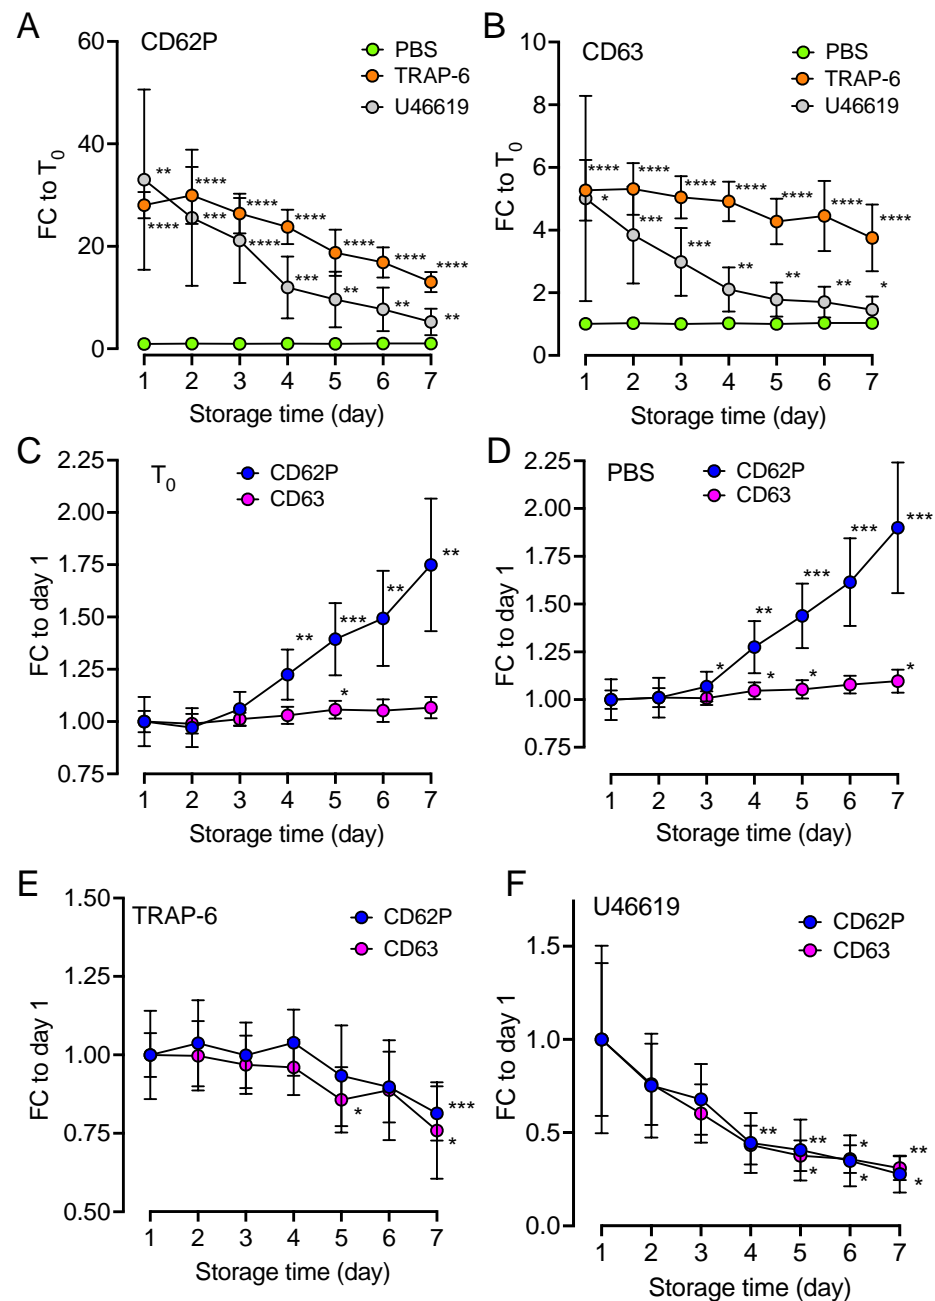 A
CD62P
PBS
TRAP-6
U46619
60
40
20
0
FC to T0
**
****
****
***
****
****
****
***
****
**
****
**
****
**
1 2 3 4 5 6 7
Storage time (day)
B
CD63
PBS
TRAP-6
U46619
10
8
6
4
2
0
FC to T0
****
*
****
***
****
***
****
**
****
**
****
**
****
*
1 2 3 4 5 6 7
Storage time (day)
C
T0
CD62P
CD63
2.25
2.00
1.75
1.50
1.25
1.00
0.75
FC to day 1
**
***
*
**
**
1 2 3 4 5 6 7
Storage time (day)
D
PBS
CD62P
CD63
2.25
2.00
1.75
1.50
1.25
1.00
0.75
FC to day 1
*
**
*
***
*
***
***
*
1 2 3 4 5 6 7
Storage time (day)
E
TRAP-6
CD62P
CD63
1.50
1.25
1.00
0.75
0.50
FC to day 1
*
***
*
1 2 3 4 5 6 7
Storage time (day)
F
U46619
CD62P
CD63
1.5
1.0
0.5
0.0
FC to day 1
**
**
*
*
*
**
*
1 2 3 4 5 6 7
Storage time (day)